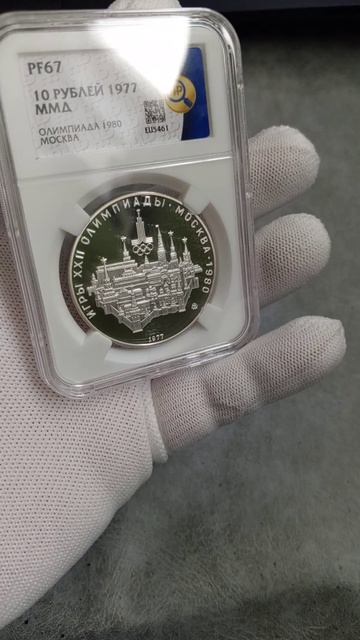 PF67
10 РУБЛЕЙ 1977
ММД
ОЛИМПИАДА 1980
МОСКВА
EU5461
ИГРЫ XXII ОЛИМПИАДЫ · МОСКВА · 1980
1977